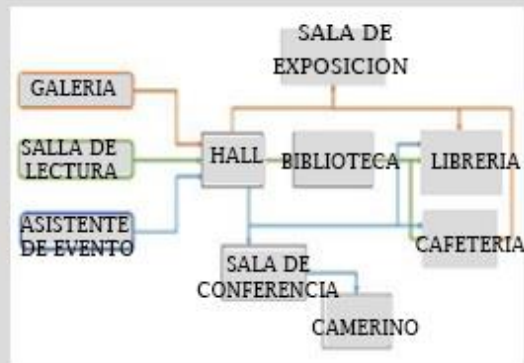 SALA DE
EXPOSICION
GALERIA
SALLA DE
LECTURA
HALL
BIBLIOTECA
LIBRERIA
ASISTENTE
DE EVENTO
CAFETERIA
SALA DE
CONFERENCIA
CAMERINO